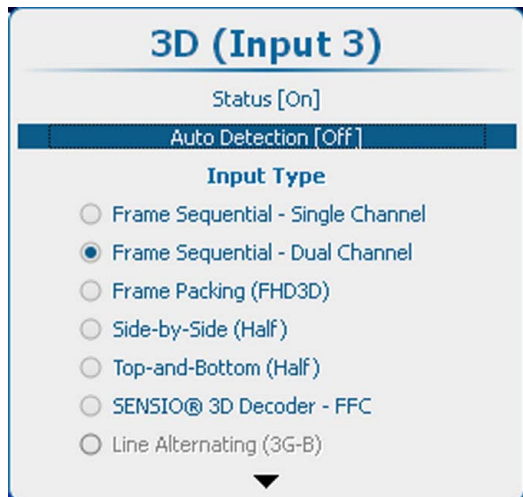 3D (Input 3)
Status [On]
Auto Detection [Off]
Input Type
Frame Sequential - Single Channel
Frame Sequential - Dual Channel
Frame Packing (FHD3D)
Side-by-Side (Half)
Top-and-Bottom (Half)
SENSIO® 3D Decoder - FFC
Line Alternating (3G-B)